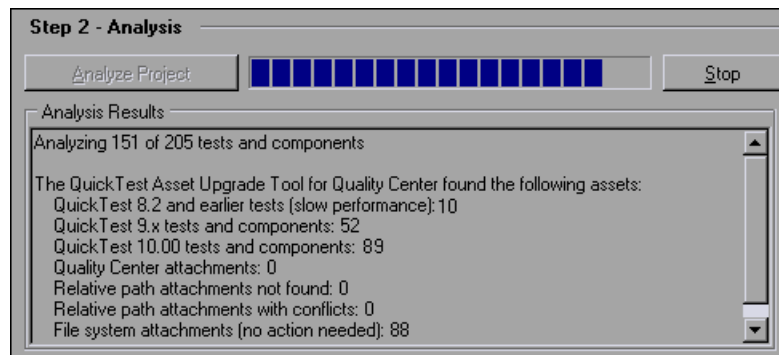 Step 2 - Analysis
Analyze Project
Stop
Analysis Results
Analyzing 151 of 205 tests and components
The QuickTest Asset Upgrade Tool for Quality Center found the following assets:
QuickTest 8.2 and earlier tests (slow performance): 10
QuickTest 9.x tests and components: 52
QuickTest 10.00 tests and components: 89
Quality Center attachments: 0
Relative path attachments not found: 0
Relative path attachments with conflicts: 0
File system attachments (no action needed): 88